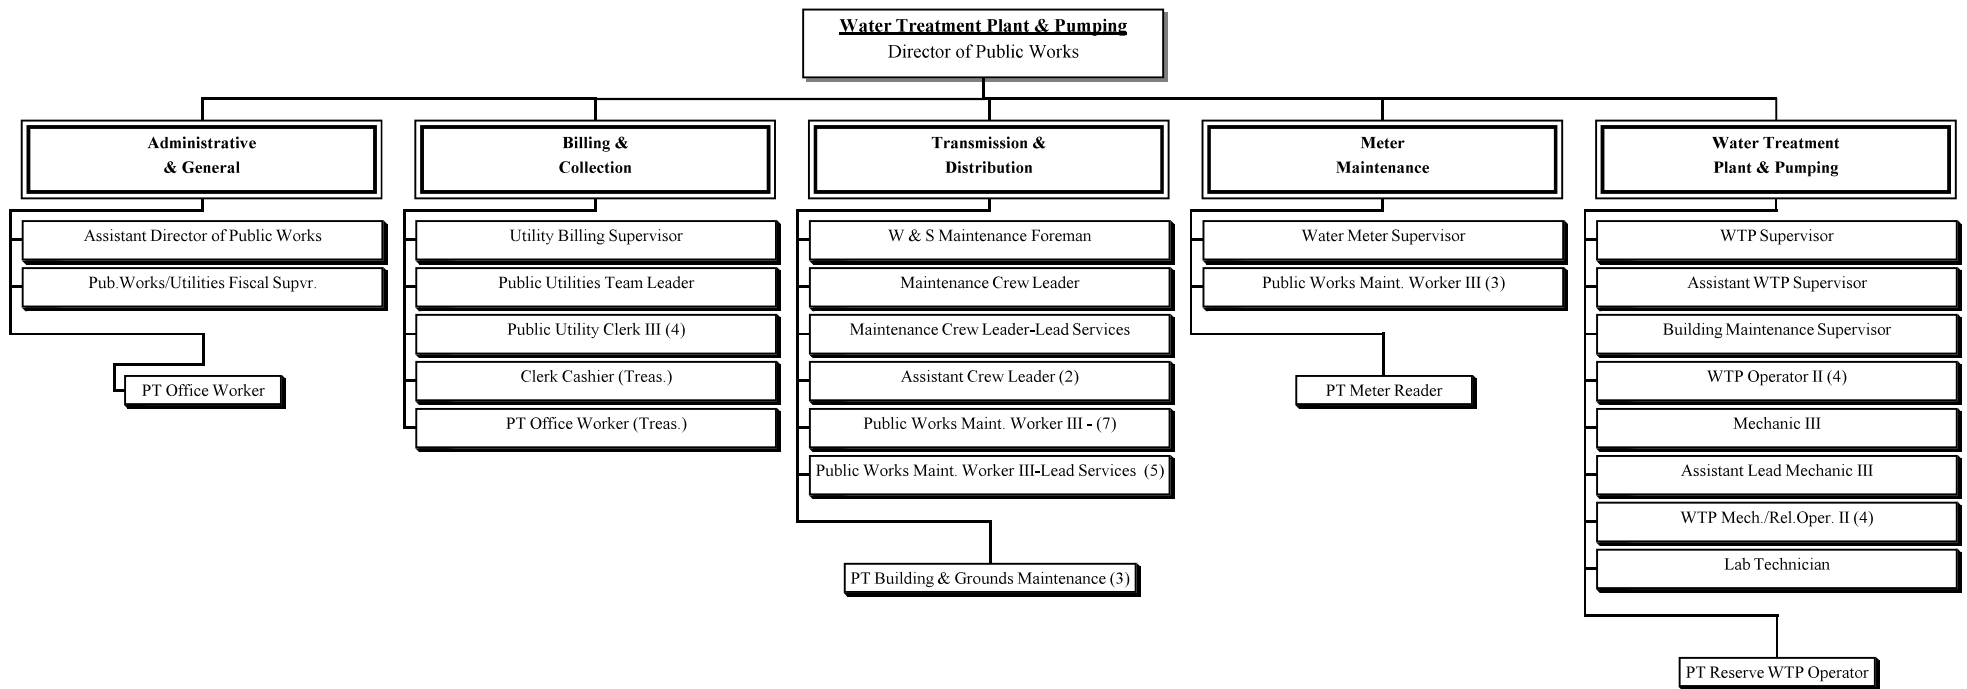 Water Treatment Plant & Pumping
Director of Public Works
Administrative
& General
Assistant Director of Public Works
Pub.Works/Utilities Fiscal Supvr.
PT Office Worker
Billing &
Collection
Utility Billing Supervisor
Public Utilities Team Leader
Public Utility Clerk III (4)
Clerk Cashier (Treas.)
PT Office Worker (Treas.)
Transmission &
Distribution
W & S Maintenance Foreman
Maintenance Crew Leader
Maintenance Crew Leader-Lead Services
Assistant Crew Leader (2)
Public Works Maint. Worker III - (7)
Public Works Maint. Worker III-Lead Services (5)
PT Building & Grounds Maintenance (3)
Meter
Maintenance
Water Meter Supervisor
Public Works Maint. Worker III (3)
PT Meter Reader
Water Treatment
Plant & Pumping
WTP Supervisor
Assistant WTP Supervisor
Building Maintenance Supervisor
WTP Operator II (4)
Mechanic III
Assistant Lead Mechanic III
WTP Mech./Rel.Oper. II (4)
Lab Technician
PT Reserve WTP Operator